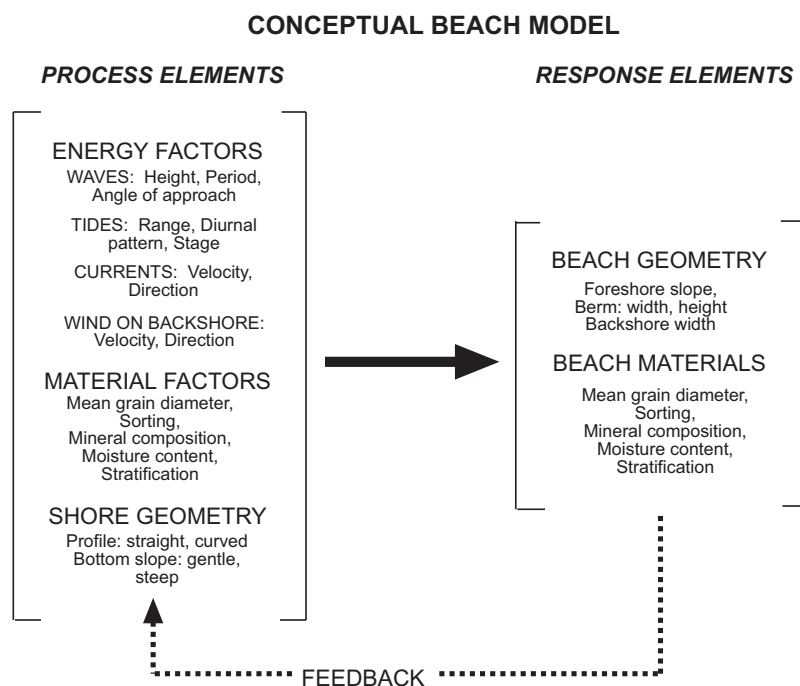 CONCEPTUAL BEACH MODEL
PROCESS ELEMENTS
ENERGY FACTORS
WAVES: Height, Period,
Angle of approach
TIDES: Range, Diurnal
pattern, Stage
CURRENTS: Velocity,
Direction
WIND ON BACKSHORE:
Velocity, Direction
MATERIAL FACTORS
Mean grain diameter,
Sorting,
Mineral composition,
Moisture content,
Stratification
SHORE GEOMETRY
Profile: straight, curved
Bottom slope: gentle,
steep
RESPONSE ELEMENTS
BEACH GEOMETRY
Foreshore slope,
Berm: width, height
Backshore width
BEACH MATERIALS
Mean grain diameter,
Sorting,
Mineral composition,
Moisture content,
Stratification
FEEDBACK